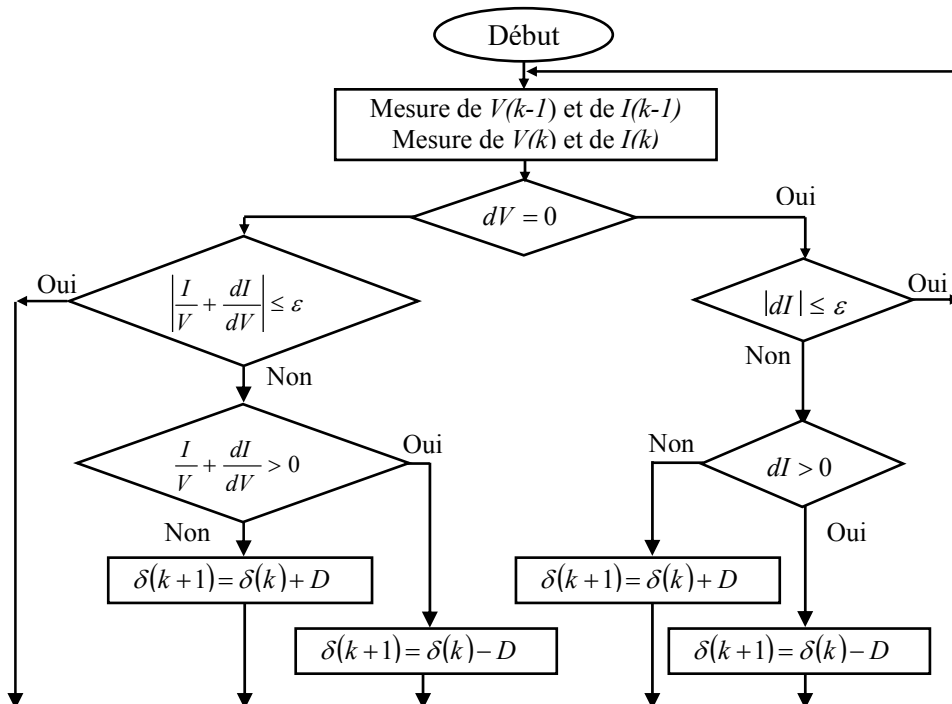 Début
Mesure de V(k-1) et de I(k-1)
Mesure de V(k) et de I(k)
dV = 0
Oui
Oui
|I/V + dI/dV| ≤ ε
|dI| ≤ ε
Oui
Non
Non
I/V + dI/dV > 0
Oui
Non
dI > 0
Non
Oui
δ(k+1) = δ(k) + D
δ(k+1) = δ(k) + D
δ(k+1) = δ(k) − D
δ(k+1) = δ(k) − D